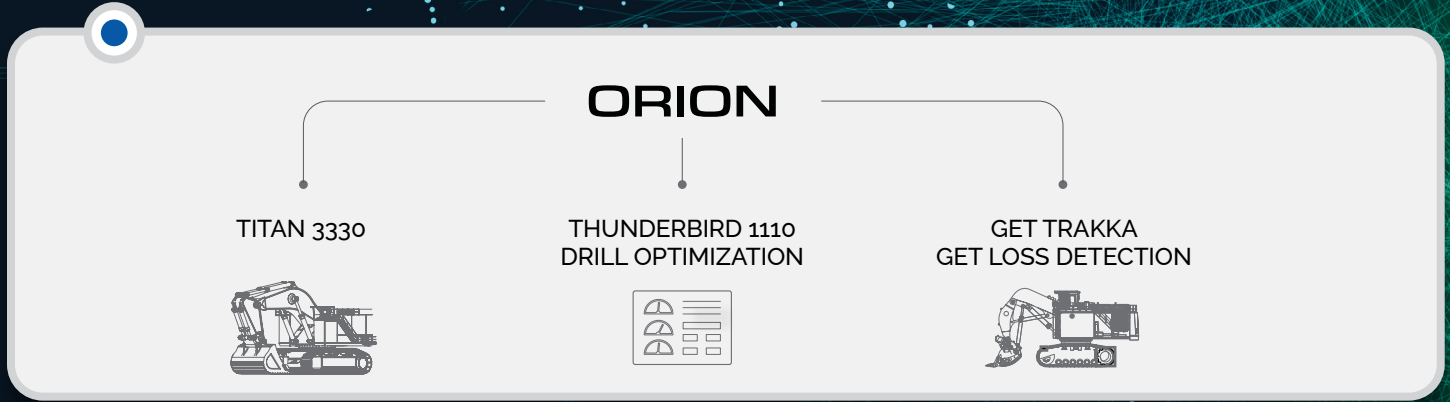 ORION
TITAN 3330
THUNDERBIRD 1110
DRILL OPTIMIZATION
GET TRAKKA
GET LOSS DETECTION